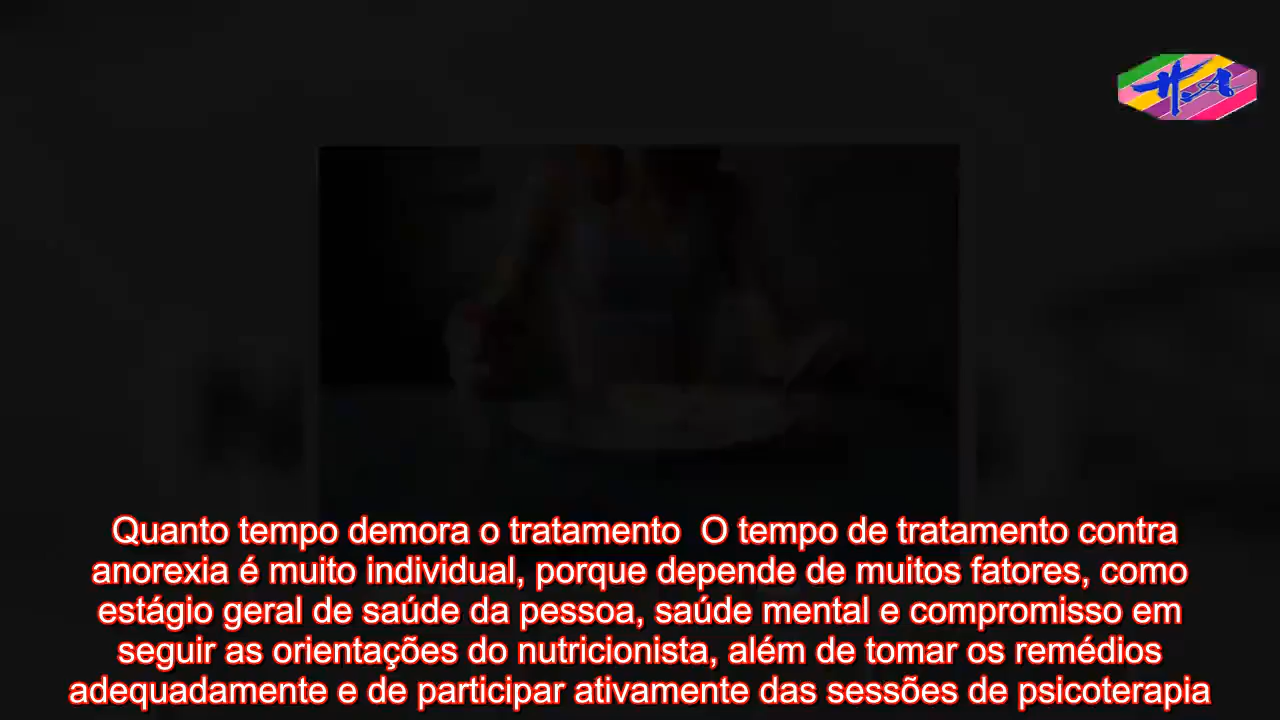 H.A
Quanto tempo demora o tratamento  O tempo de tratamento contra
anorexia é muito individual, porque depende de muitos fatores, como
estágio geral de saúde da pessoa, saúde mental e compromisso em
seguir as orientações do nutricionista, além de tomar os remédios
adequadamente e de participar ativamente das sessões de psicoterapia